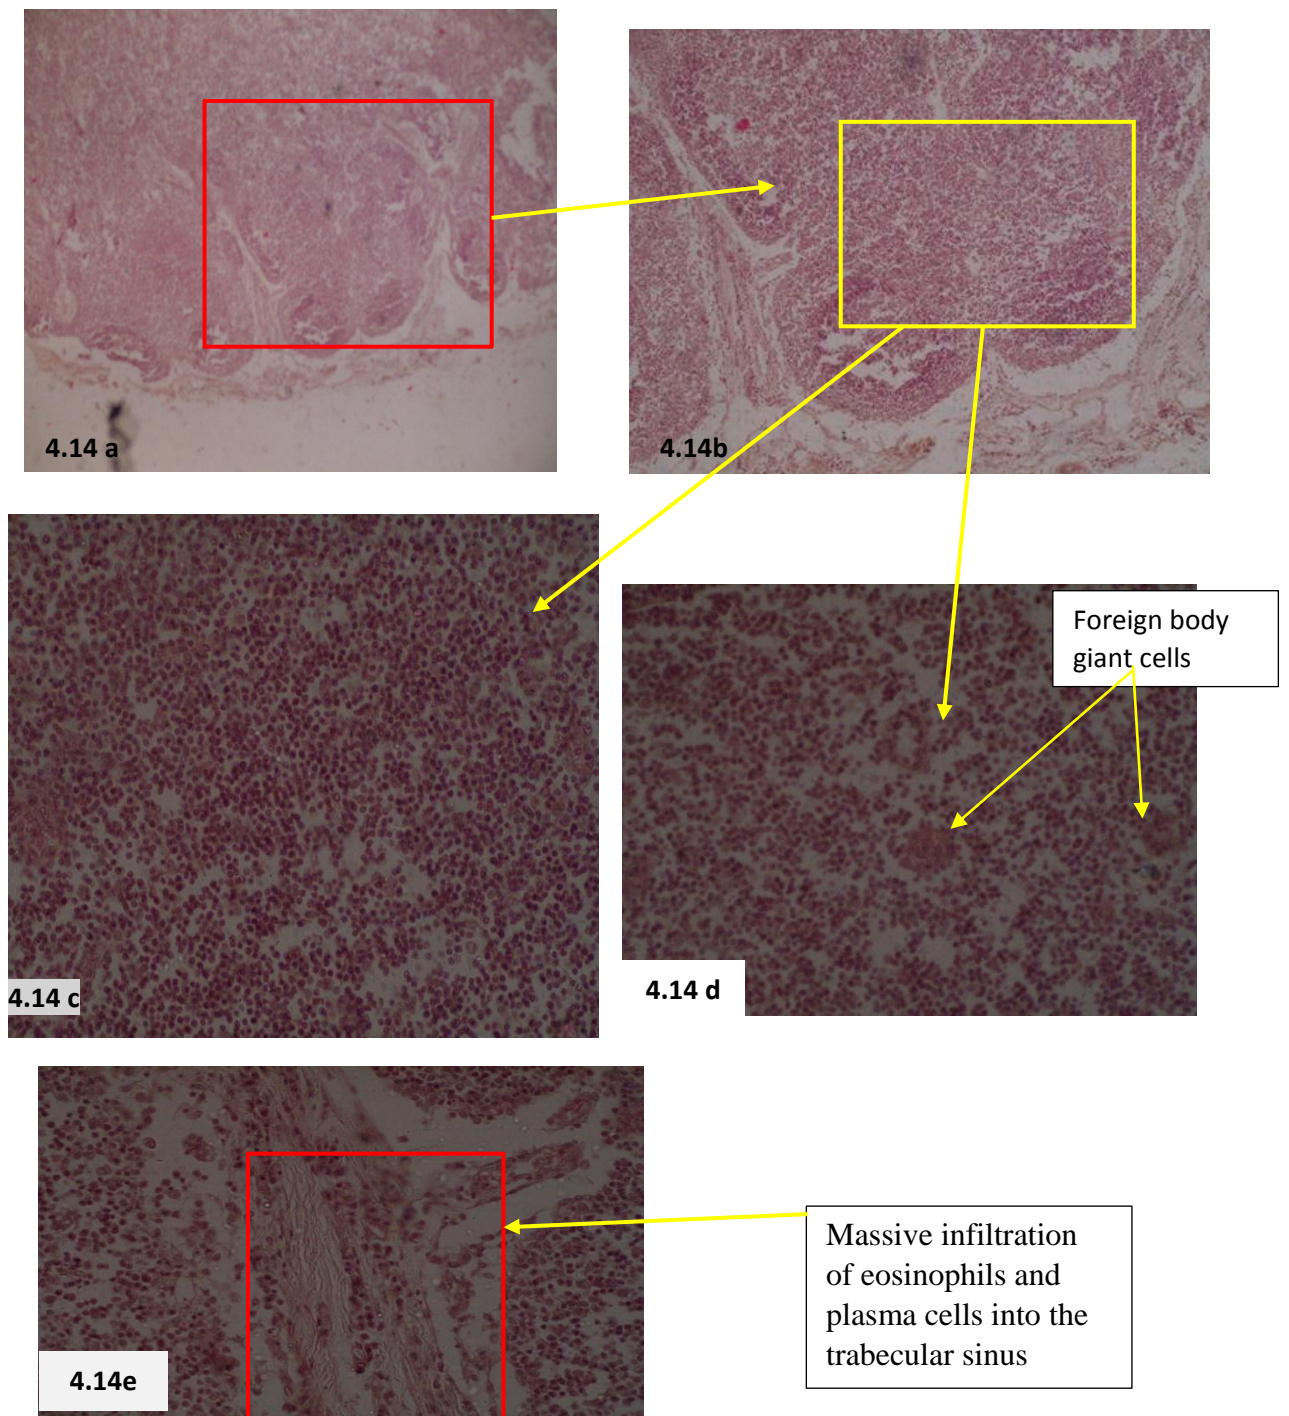 4.14 a
4.14b
4.14 c
Foreign body
giant cells
4.14 d
4.14e
Massive infiltration
of eosinophils and
plasma cells into the
trabecular sinus